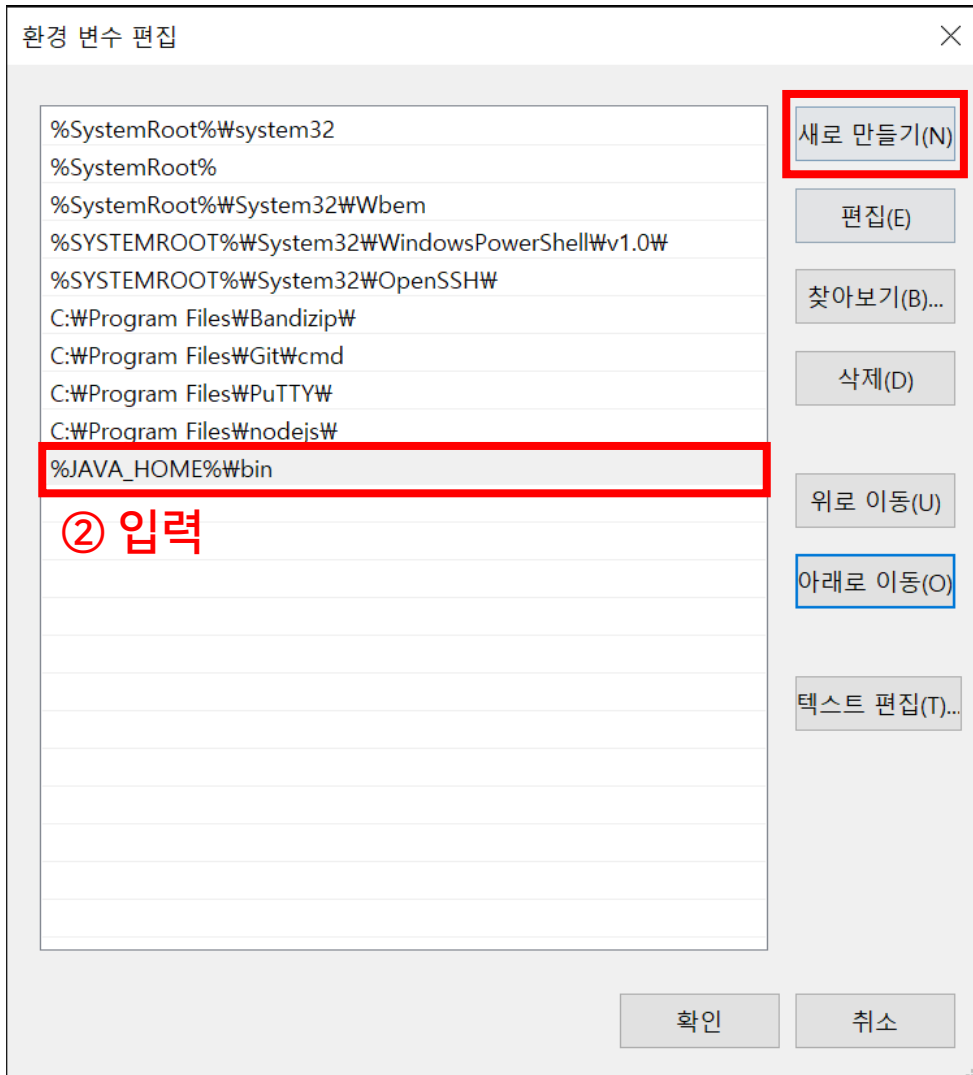 환경 변수 편집
%SystemRoot%₩system32
%SystemRoot%
%SystemRoot%₩System32₩Wbem
%SYSTEMROOT%₩System32₩WindowsPowerShell₩v1.0₩
%SYSTEMROOT%₩System32₩OpenSSH₩
C:₩Program Files₩Bandizip₩
C:₩Program Files₩Git₩cmd
C:₩Program Files₩PuTTY₩
C:₩Program Files₩nodejs₩
%JAVA_HOME%₩bin
② 입력
새로 만들기(N)
편집(E)
찾아보기(B)...
삭제(D)
위로 이동(U)
아래로 이동(O)
텍스트 편집(T)...
확인
취소